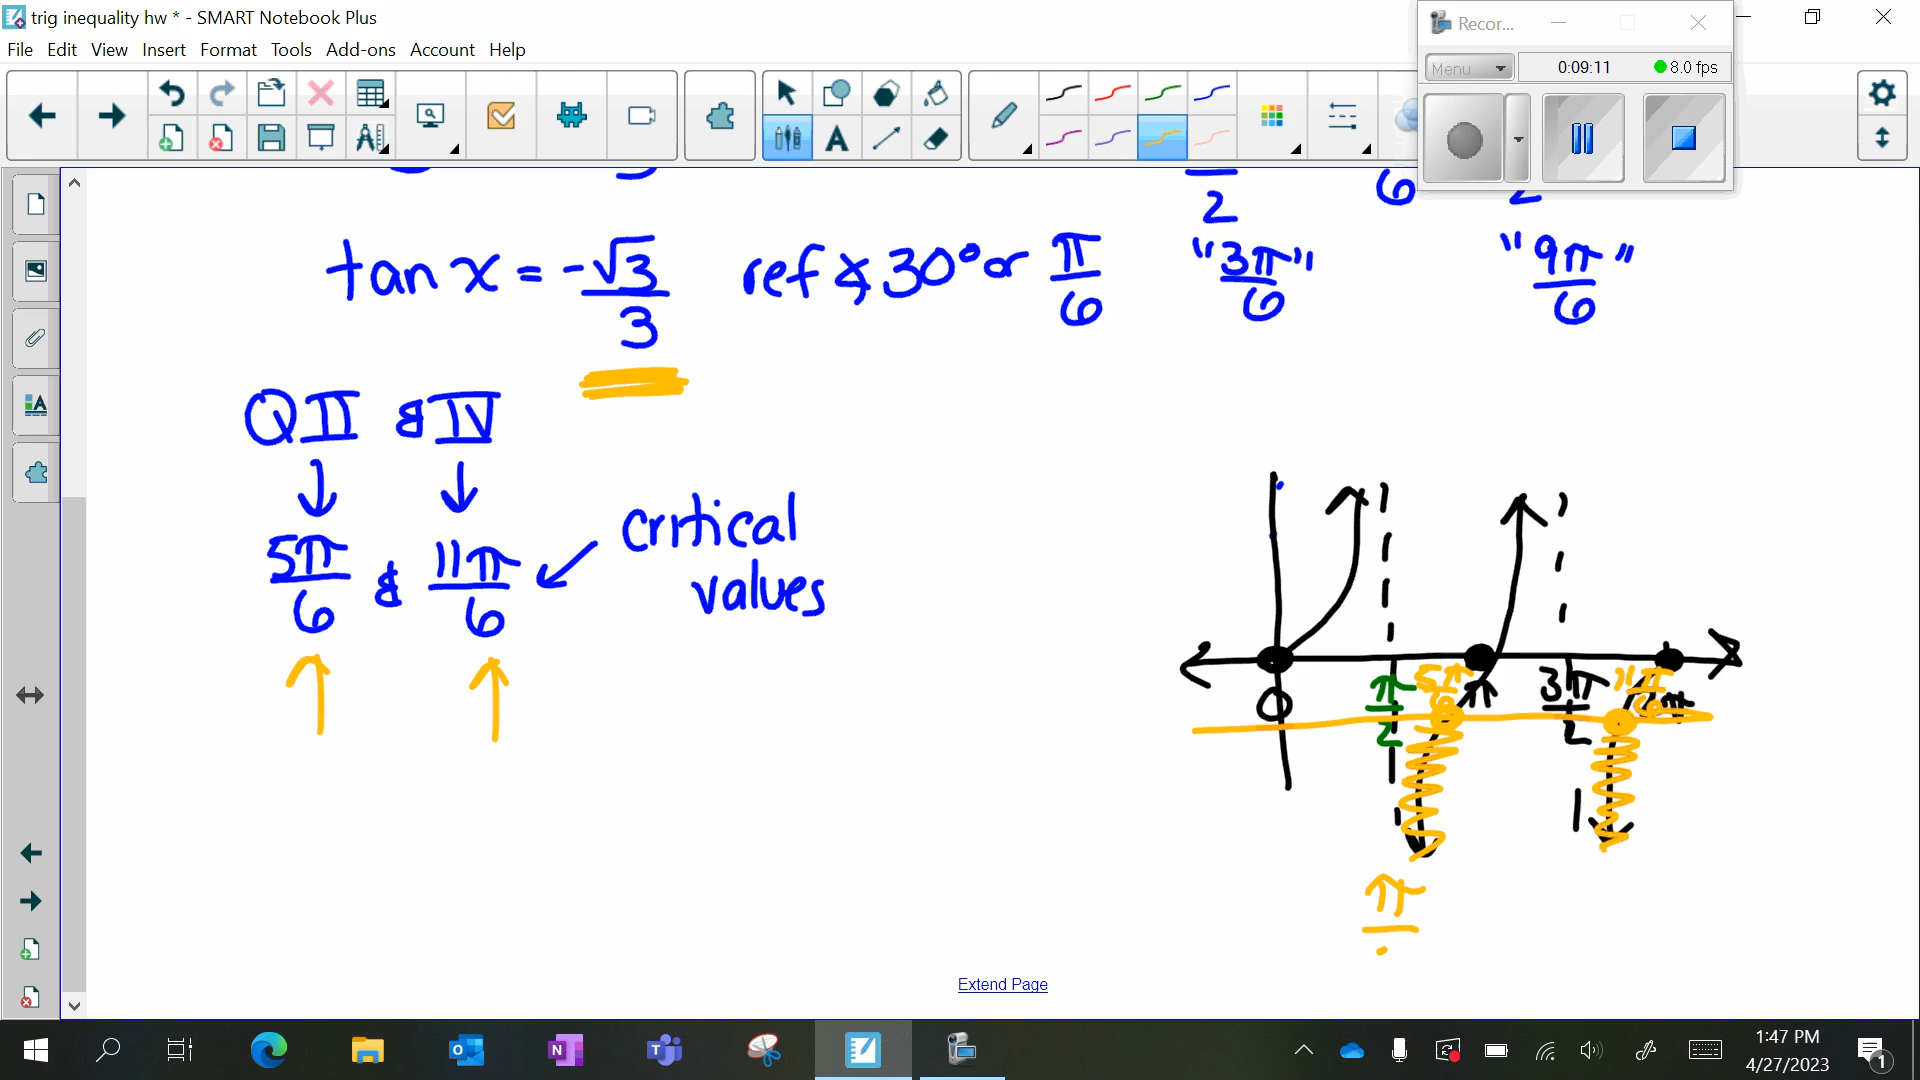 trig inequality hw * - SMART Notebook Plus
File Edit View Insert Format Tools Add-ons Account Help
Recor...
Menu 0:09:11 8.0 fps
2 6 2
tan x = -√3/3 ref ∡ 30° or π/6 "3π/6" "9π/6"
QII & IV
5π/6 & 11π/6
critical
values
0 π/2 5π/6 π 3π/2 11π/6
π
Extend Page
1:47 PM
4/27/2023
1